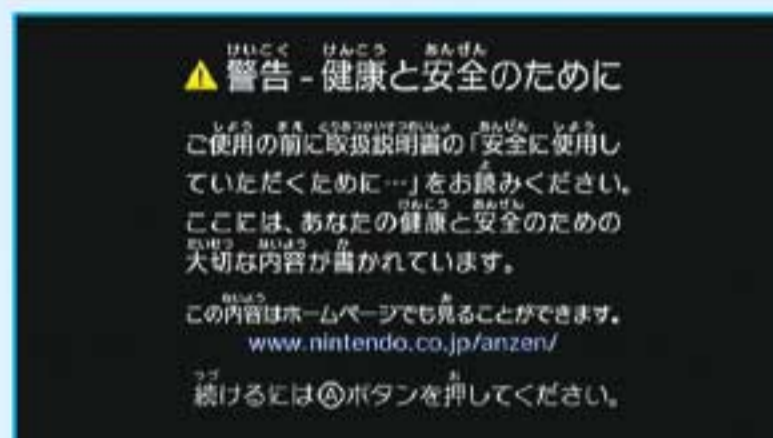 ⚠警告-健康と安全のために
ご使用の前に取扱説明書の「安全に使用し
ていただくために…」をお読みください。
ここには、あなたの健康と安全のための
大切な内容が書かれています。
この内容はホームページでも見ることができます。
www.nintendo.co.jp/anzen/
続けるにはⒶボタンを押してください。